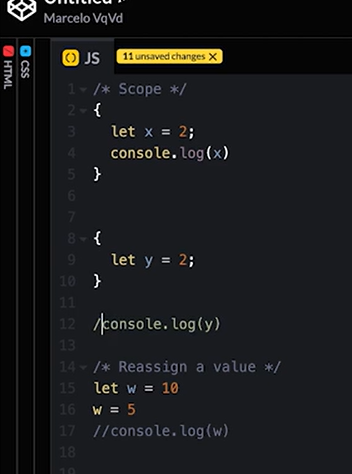 Marcelo VqVd
HTML
CSS
JS
11 unsaved changes X
1 /* Scope */
2 {
3 let x = 2;
4 console.log(x)
5 }
6
7
8 {
9 let y = 2;
10 }
11
12 /console.log(y)
13
14 /* Reassign a value */
15 let w = 10
16 w = 5
17 //console.log(w)
18
19